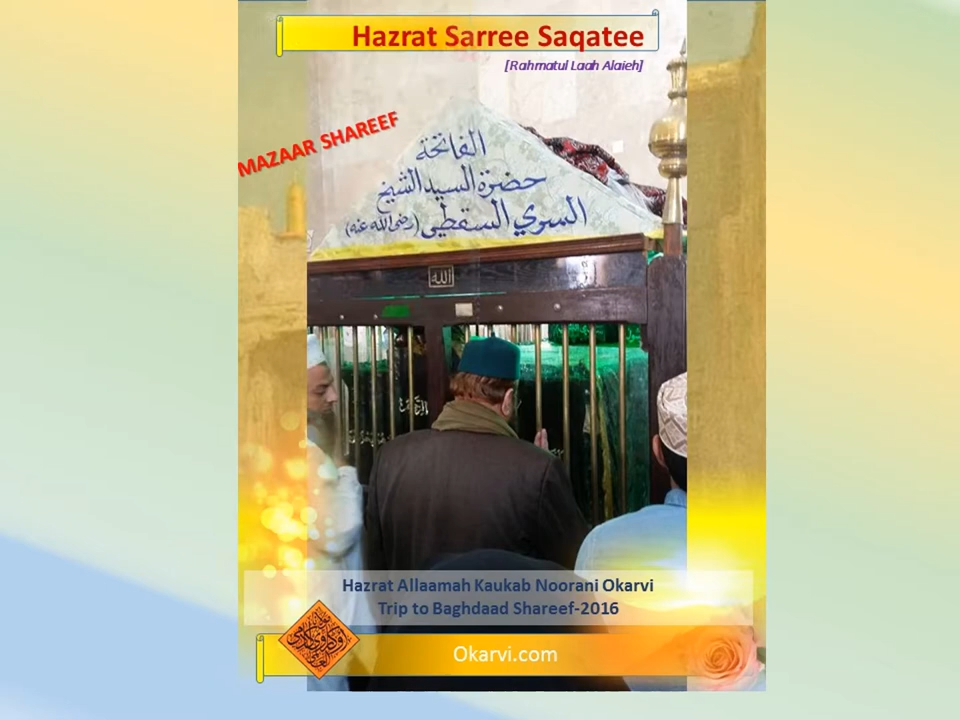 Hazrat Sarree Saqatee
[Rahmatul Laah Alaieh]
MAZAAR SHAREEF
الفاتحة
حضرة السيد الشيخ
السري السقطي (رضي الله عنه)
الله
Hazrat Allaamah Kaukab Noorani Okarvi
Trip to Baghdaad Shareef-2016
Okarvi.com